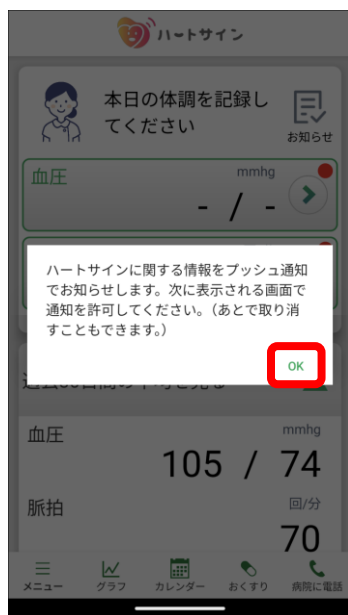 ハートサイン
本日の体調を記録し
てください
お知らせ
血圧
mmhg
- / -
ハートサインに関する情報をプッシュ通知
でお知らせします。次に表示される画面で
通知を許可してください。（あとで取り消
すこともできます。）
OK
血圧
mmhg
105 / 74
脈拍
回/分
70
メニュー
グラフ
カレンダー
おくすり
病院に電話